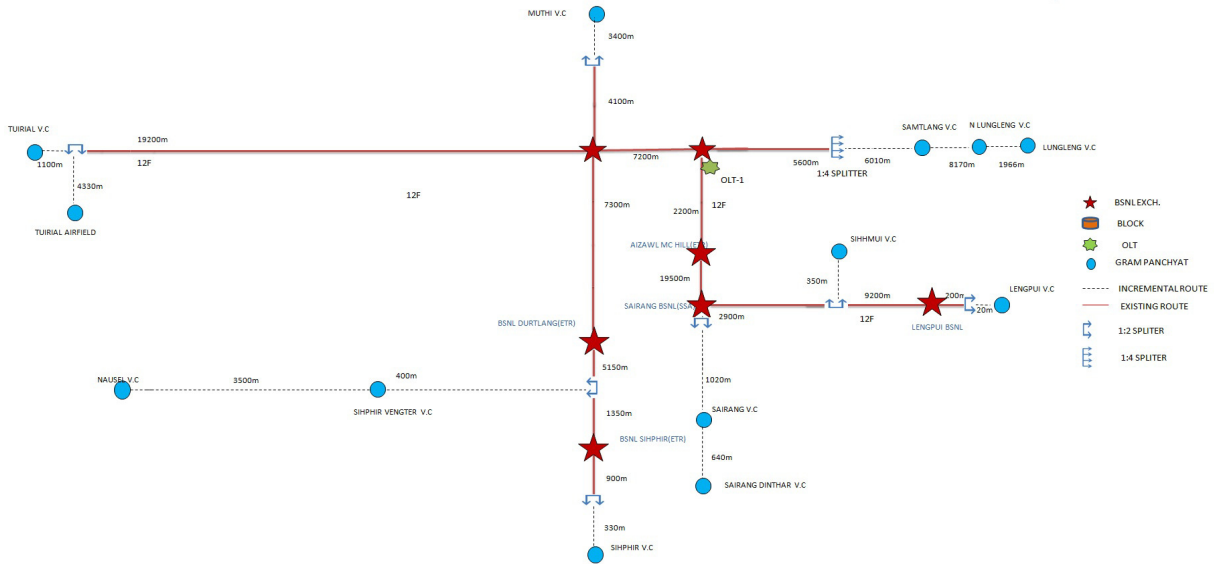 MUTHI V.C
3400m
4100m
TUIRIAL V.C
19200m
1100m
12F
4330m
TUIRIAL AIRFIELD
12F
7200m
OLT-1
5600m
1:4 SPLITTER
6010m
SAMTLANG V.C
N LUNGLENG V.C
8170m
1966m
LUNGLENG V.C
7300m
2200m
12F
AIZAWL MC HILL(ETR)
19500m
SAIRANG BSNL(SSA)
2900m
SIHHMUI V.C
350m
9200m
12F
200m
LENGPUI BSNL
20m
LENGPUI V.C
BSNL DURTLANG(ETR)
5150m
NAUSEL V.C
3500m
400m
SIHPHIR VENGTER V.C
1350m
BSNL SIHPHIR(ETR)
900m
330m
SIHPHIR V.C
1020m
SAIRANG V.C
640m
SAIRANG DINTHAR V.C
BSNL EXCH.
BLOCK
OLT
GRAM PANCHYAT
INCREMENTAL ROUTE
EXISTING ROUTE
1:2 SPLITER
1:4 SPLITER